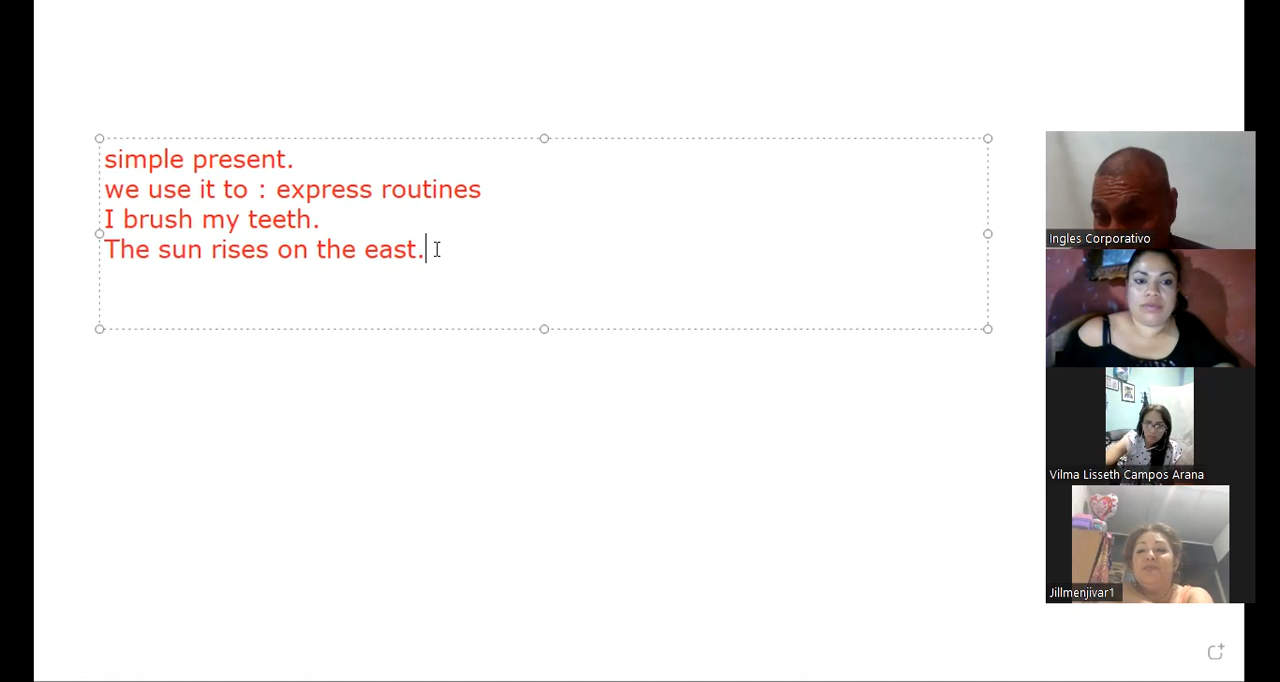 simple present.
we use it to : express routines
I brush my teeth.
The sun rises on the east.
Ingles Corporativo
Vilma Lisseth Campos Arana
Jillmenjivar1